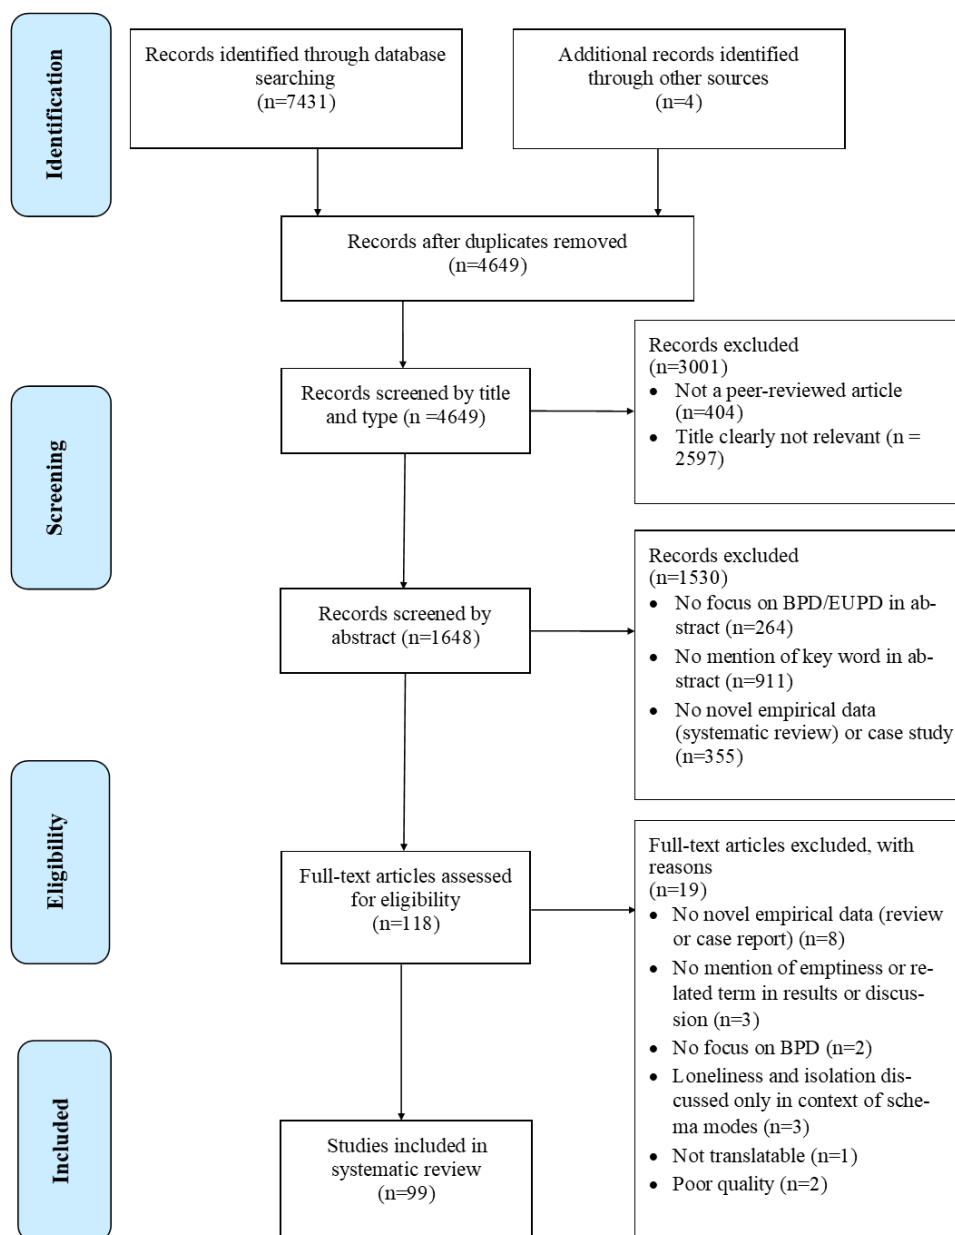 Identification
Records identified through database
searching
(n=7431)
Additional records identified
through other sources
(n=4)
Records after duplicates removed
(n=4649)
Screening
Records screened by title
and type (n =4649)
Records excluded
(n=3001)
• Not a peer-reviewed article
(n=404)
• Title clearly not relevant (n =
2597)
Records screened by
abstract (n=1648)
Records excluded
(n=1530)
• No focus on BPD/EUPD in ab-
stract (n=264)
• No mention of key word in ab-
stract (n=911)
• No novel empirical data
(systematic review) or case study
(n=355)
Eligibility
Full-text articles assessed
for eligibility
(n=118)
Full-text articles excluded, with
reasons
(n=19)
• No novel empirical data (review
or case report) (n=8)
• No mention of emptiness or re-
lated term in results or discus-
sion (n=3)
• No focus on BPD (n=2)
• Loneliness and isolation dis-
cussed only in context of sche-
ma modes (n=3)
• Not translatable (n=1)
• Poor quality (n=2)
Included
Studies included in
systematic review
(n=99)